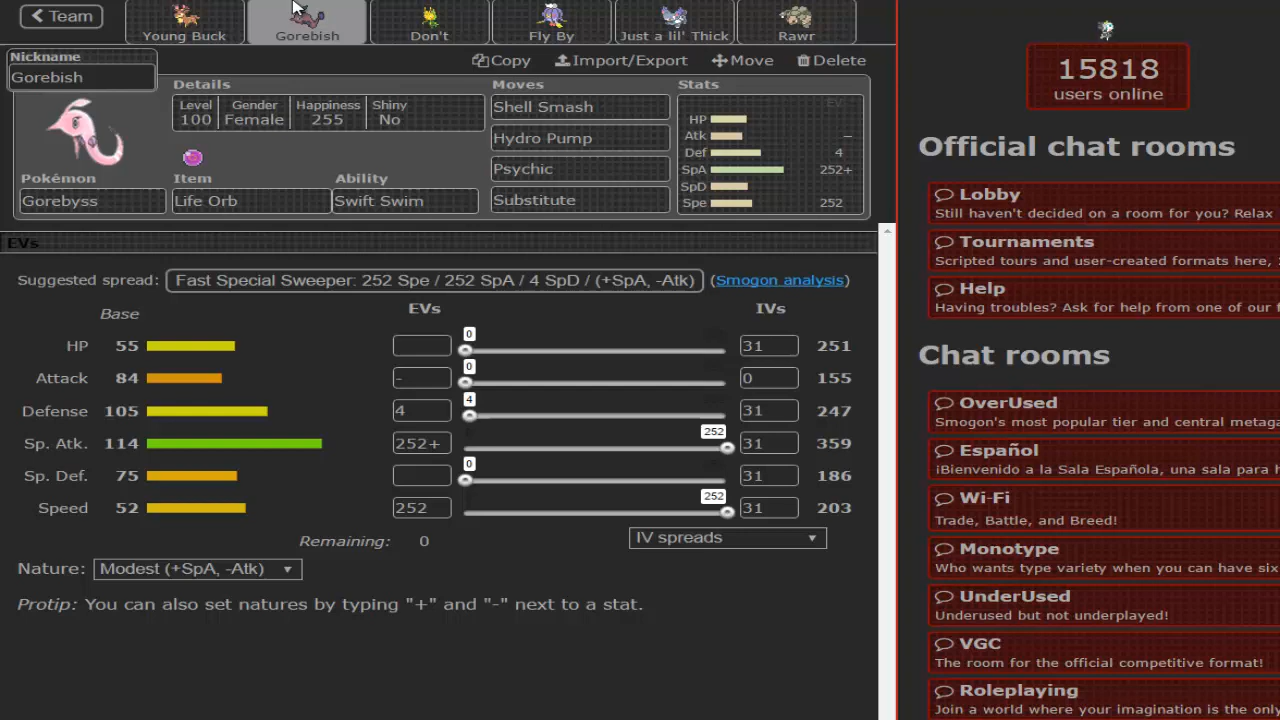 Team
Young Buck
Gorebish
Don't
Fly By
Just a lil' Thick
Rawr
Nickname
Gorebish
Copy
Import/Export
Move
Delete
Details
Level
100
Gender
Female
Happiness
255
Shiny
No
Pokémon
Gorebyss
Item
Life Orb
Ability
Swift Swim
Moves
Shell Smash
Hydro Pump
Psychic
Substitute
Stats
EV
HP
Atk –
Def 4
SpA 252+
SpD
Spe 252
EVs
Suggested spread: Fast Special Sweeper: 252 Spe / 252 SpA / 4 SpD / (+SpA, -Atk) (Smogon analysis)
Base EVs IVs
HP 55 0 31 251
Attack 84 - 0 0 155
Defense 105 4 4 31 247
Sp. Atk. 114 252+ 252 31 359
Sp. Def. 75 0 31 186
Speed 52 252 252 31 203
Remaining: 0
IV spreads
Nature: Modest (+SpA, -Atk)
Protip: You can also set natures by typing "+" and "-" next to a stat.
15818
users online
Official chat rooms
Lobby
Still haven't decided on a room for you? Relax
Tournaments
Scripted tours and user-created formats here,
Help
Having troubles? Ask for help from one of our
Chat rooms
OverUsed
Smogon's most popular tier and central metaga
Español
¡Bienvenido a la Sala Española, una sala para h
Wi-Fi
Trade, Battle, and Breed!
Monotype
Who wants type variety when you can have six
UnderUsed
Underused but not underplayed!
VGC
The room for the official competitive format!
Roleplaying
Join a world where your imagination is the only